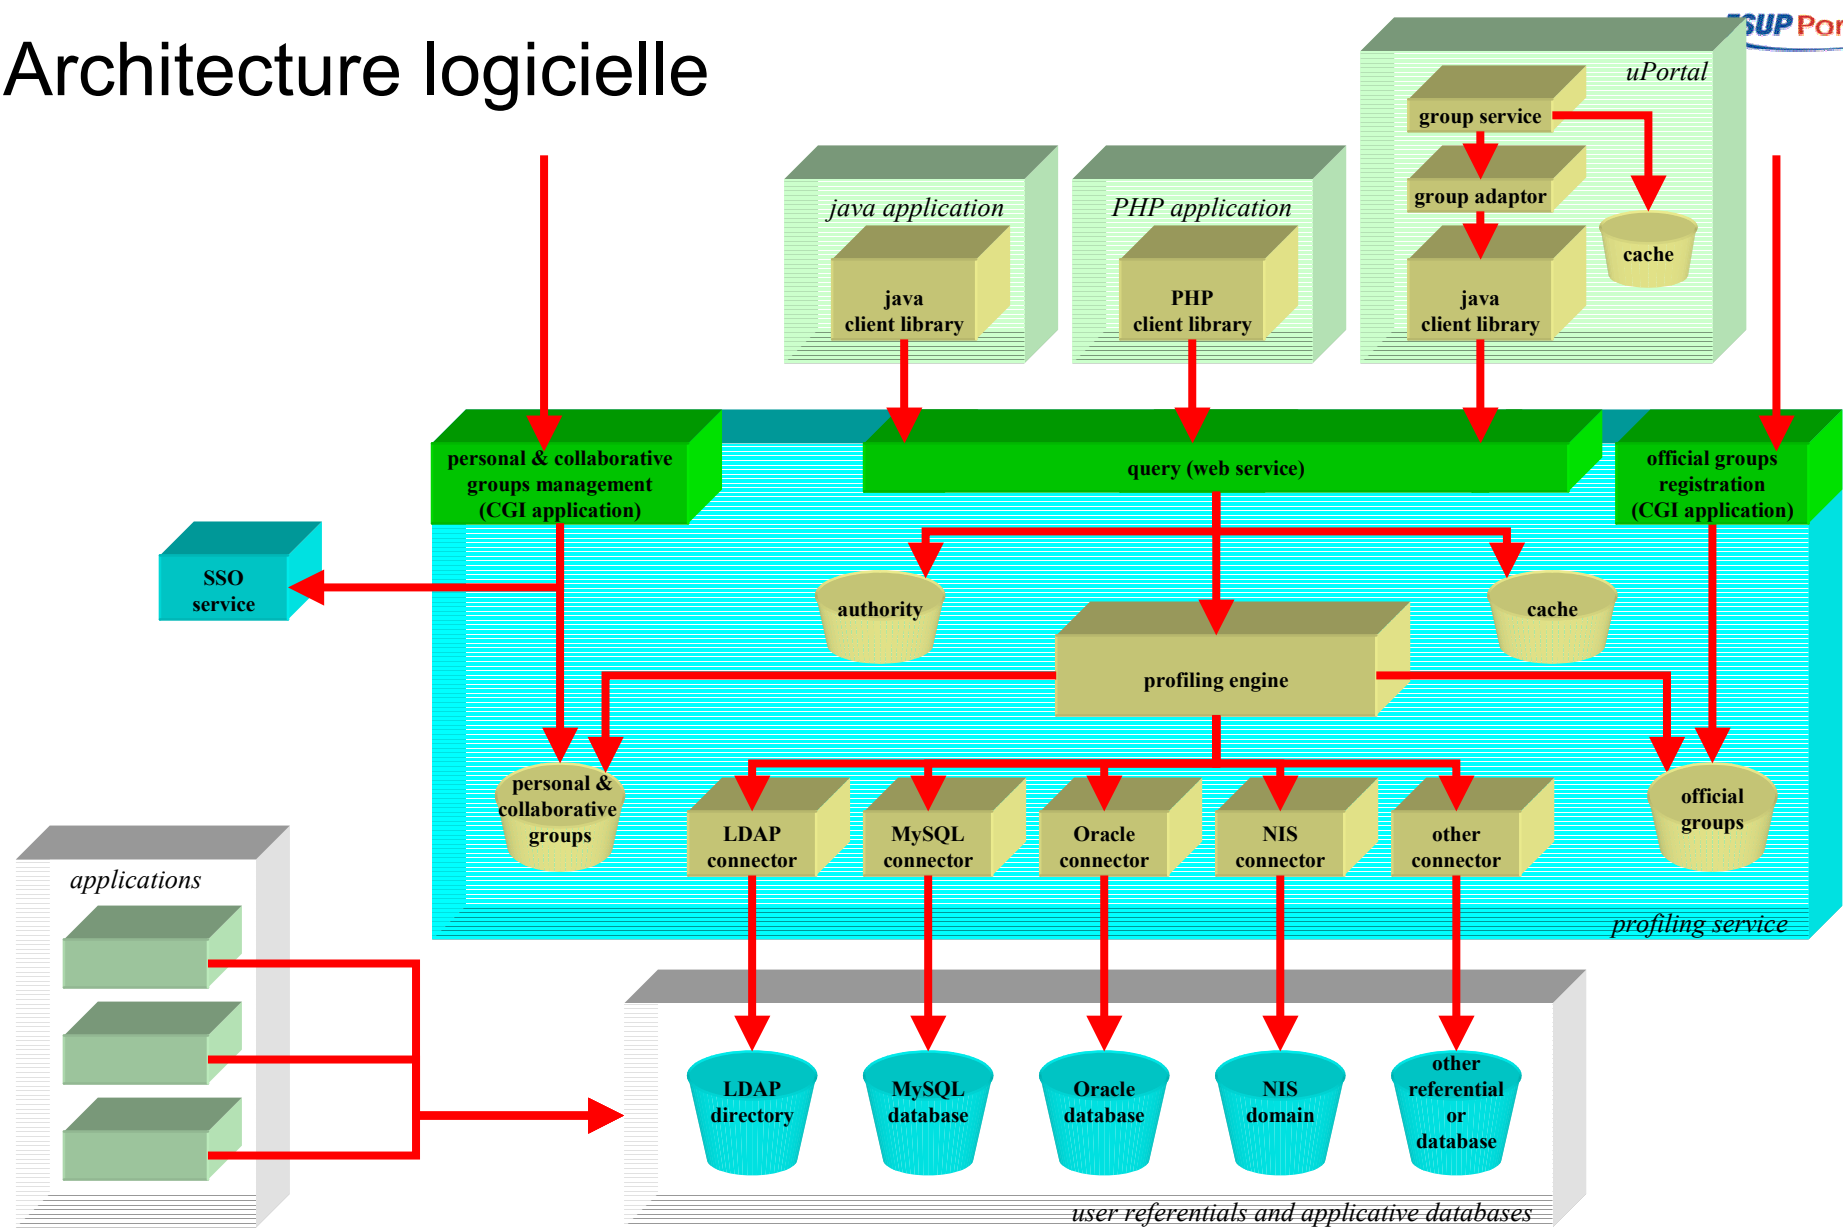 Architecture logicielle
ESUP Por
uPortal
group service
group adaptor
cache
java
client library
java application
java
client library
PHP application
PHP
client library
personal & collaborative
groups management
(CGI application)
query (web service)
official groups
registration
(CGI application)
SSO
service
authority
cache
profiling engine
personal &
collaborative
groups
LDAP
connector
MySQL
connector
Oracle
connector
NIS
connector
other
connector
official
groups
profiling service
applications
LDAP
directory
MySQL
database
Oracle
database
NIS
domain
other
referential
or
database
user referentials and applicative databases